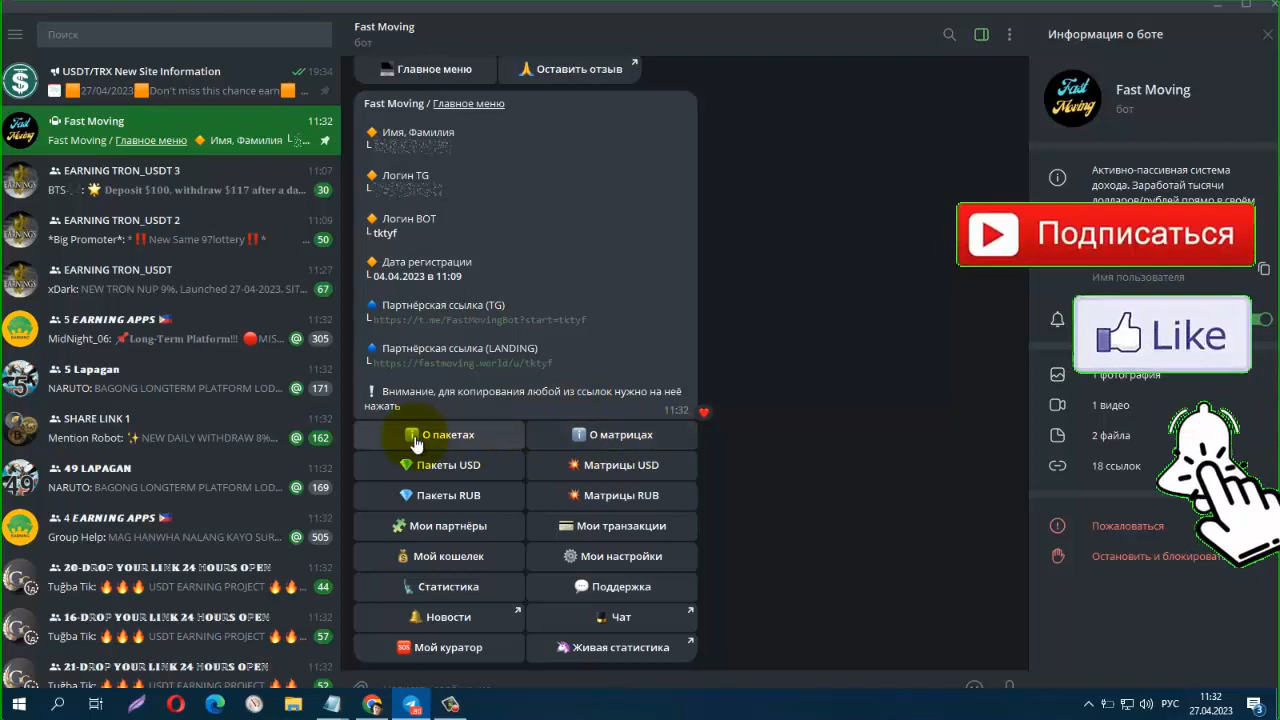 Поиск
USDT/TRX New Site Information
19:34
27/04/2023 Don't miss this chance earn ...
Fast Moving
11:32
Fast Moving / Главное меню Имя, Фамилия
EARNING TRON_USDT 3
11:07
BTS- Deposit $100, withdraw $117 after a da...
30
EARNING TRON_USDT 2
11:09
*Big Promoter*: *‼New Same 97lottery‼* ...
50
EARNING TRON_USDT
11:27
xDark: NEW TRON NUP 9%, Launched 27-04-2023, SIT...
67
5 EARNING APPS
11:32
MidNight_06: Long-Term Platform!!! MIS...
@ 305
5 Lapagan
11:32
NARUTO: BAGONG LONGTERM PLATFORM LOD...
@ 171
SHARE LINK 1
11:32
Mention Robot: NEW DAILY WITHDRAW 8%...
@ 162
49 LAPAGAN
11:32
NARUTO: BAGONG LONGTERM PLATFORM LOD...
@ 169
4 EARNING APPS
11:32
Group Help: MAG HANWHA NALANG KAYO SUR...
@ 505
20-DROP YOUR LINK 24 HOURS OPEN
11:32
Tuğba Tik: USDT EARNING PROJECT
44
16-DROP YOUR LINK 24 HOURS OPEN
11:32
Tuğba Tik: USDT EARNING PROJECT
57
21-DROP YOUR LINK 24 HOURS OPEN
11:32
Tuğba Tik: USDT EARNING PROJECT
52
Fast Moving
бот
Главное меню
Оставить отзыв
Fast Moving / Главное меню
Имя, Фамилия
Логин TG
Логин BOT
tktyf
Дата регистрации
04.04.2023 в 11:09
Партнёрская ссылка (TG)
https://t.me/FastMovingBot?start=tktyf
Партнёрская ссылка (LANDING)
https://fastmoving.world/u/tktyf
Внимание, для копирования любой из ссылок нужно на неё
нажать
11:32
О пакетах
О матрицах
Пакеты USD
Матрицы USD
Пакеты RUB
Матрицы RUB
Мои партнёры
Мои транзакции
Мой кошелек
Мои настройки
Статистика
Поддержка
Новости
Чат
Мой куратор
Живая статистика
Информация о боте
Fast Moving
бот
Активно-пассивная система
дохода. Заработай тысячи
долларов/рублей прямо в своём
Подписаться
Имя пользователя
Like
1 фотография
1 видео
2 файла
18 ссылок
Пожаловаться
Остановить и блокировать
РУС
11:32
27.04.2023
3